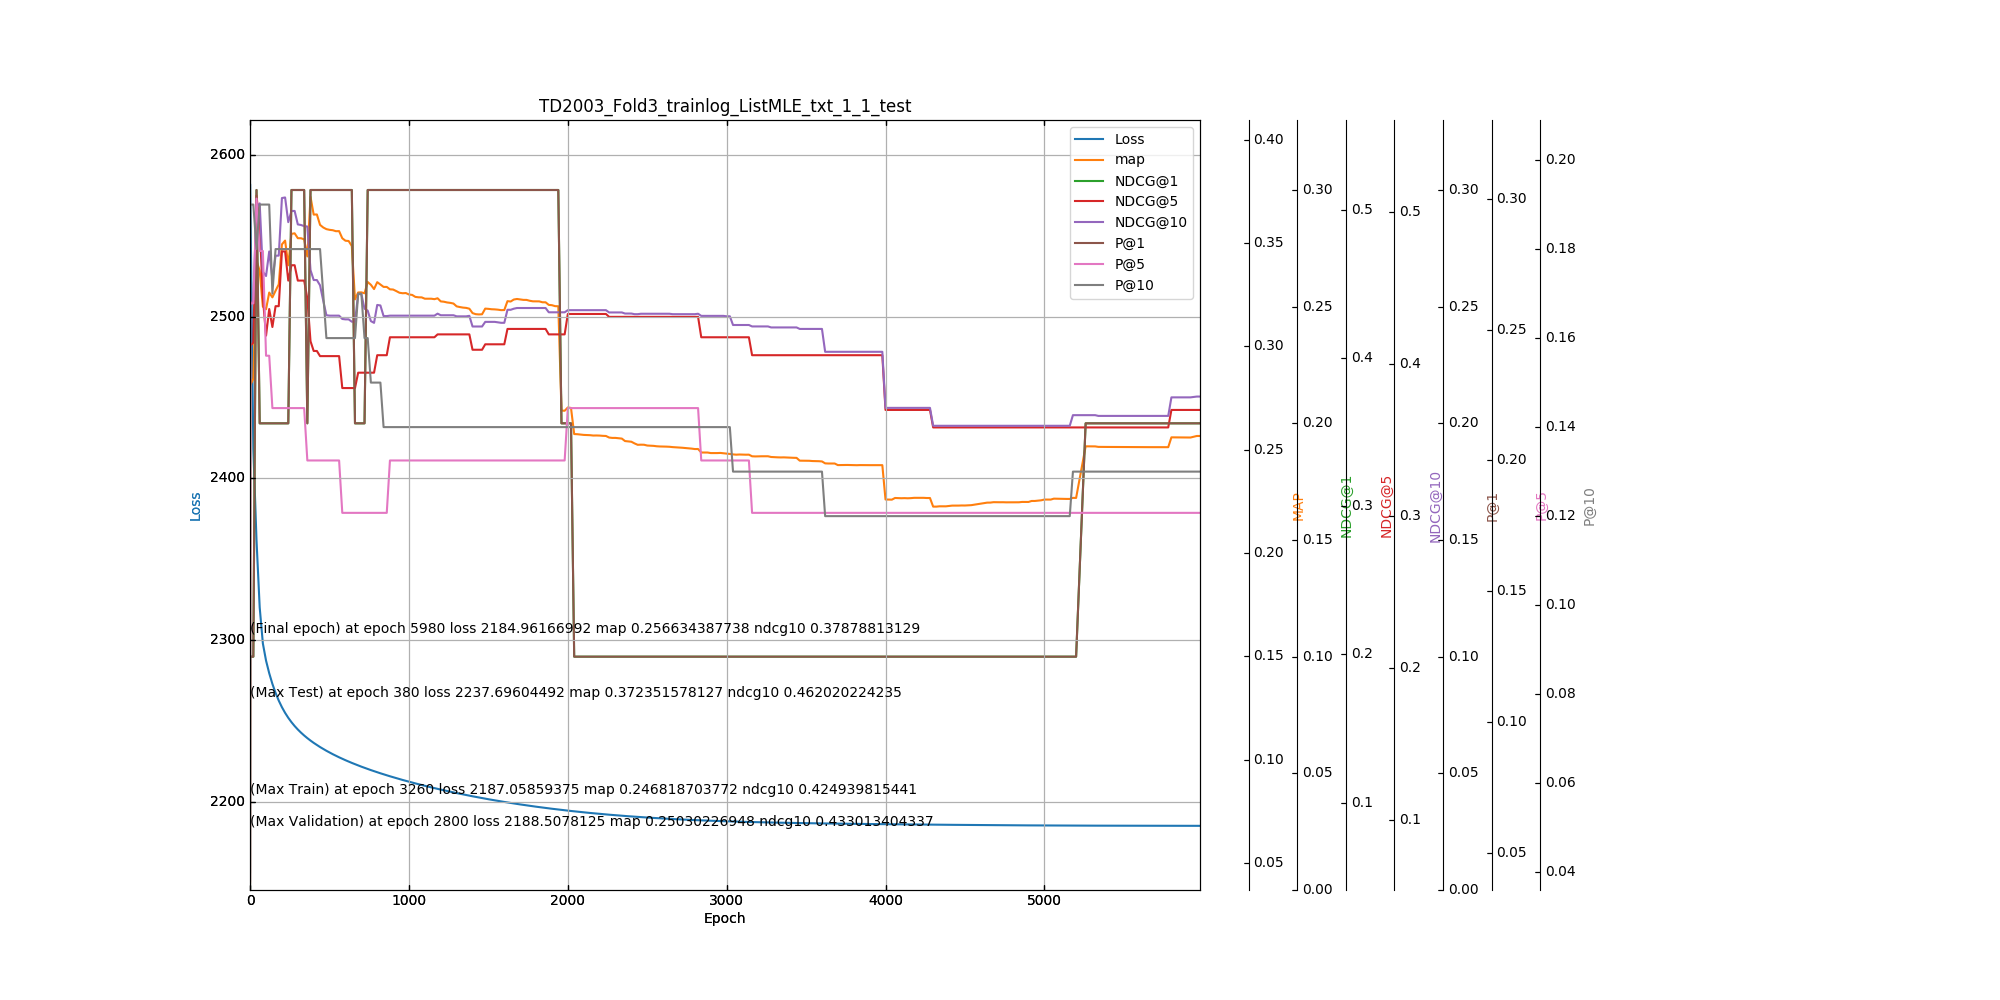 TD2003_Fold3_trainlog_ListMLE_txt_1_1_test
Loss
map
NDCG@1
NDCG@5
NDCG@10
P@1
P@5
P@10
2600
2500
2400
2300
2200
Loss
(Final epoch) at epoch 5980 loss 2184.96166992 map 0.256634387738 ndcg10 0.37878813129
(Max Test) at epoch 380 loss 2237.69604492 map 0.372351578127 ndcg10 0.462020224235
(Max Train) at epoch 3260 loss 2187.05859375 map 0.246818703772 ndcg10 0.424939815441
(Max Validation) at epoch 2800 loss 2188.5078125 map 0.25030226948 ndcg10 0.433013404337
0 1000 2000 3000 4000 5000
Epoch
0.40
0.35
0.30
0.25
0.20
0.15
0.10
0.05
MAP
0.30
0.25
0.20
0.15
0.10
0.05
0.00
NDCG@1
0.5
0.4
0.3
0.2
0.1
NDCG@5
0.5
0.4
0.3
0.2
0.1
NDCG@10
0.30
0.25
0.20
0.15
0.10
0.05
0.00
P@1
0.30
0.25
0.20
0.15
0.10
0.05
P@5
0.20
0.18
0.16
0.14
0.12
0.10
0.08
0.06
0.04
P@10